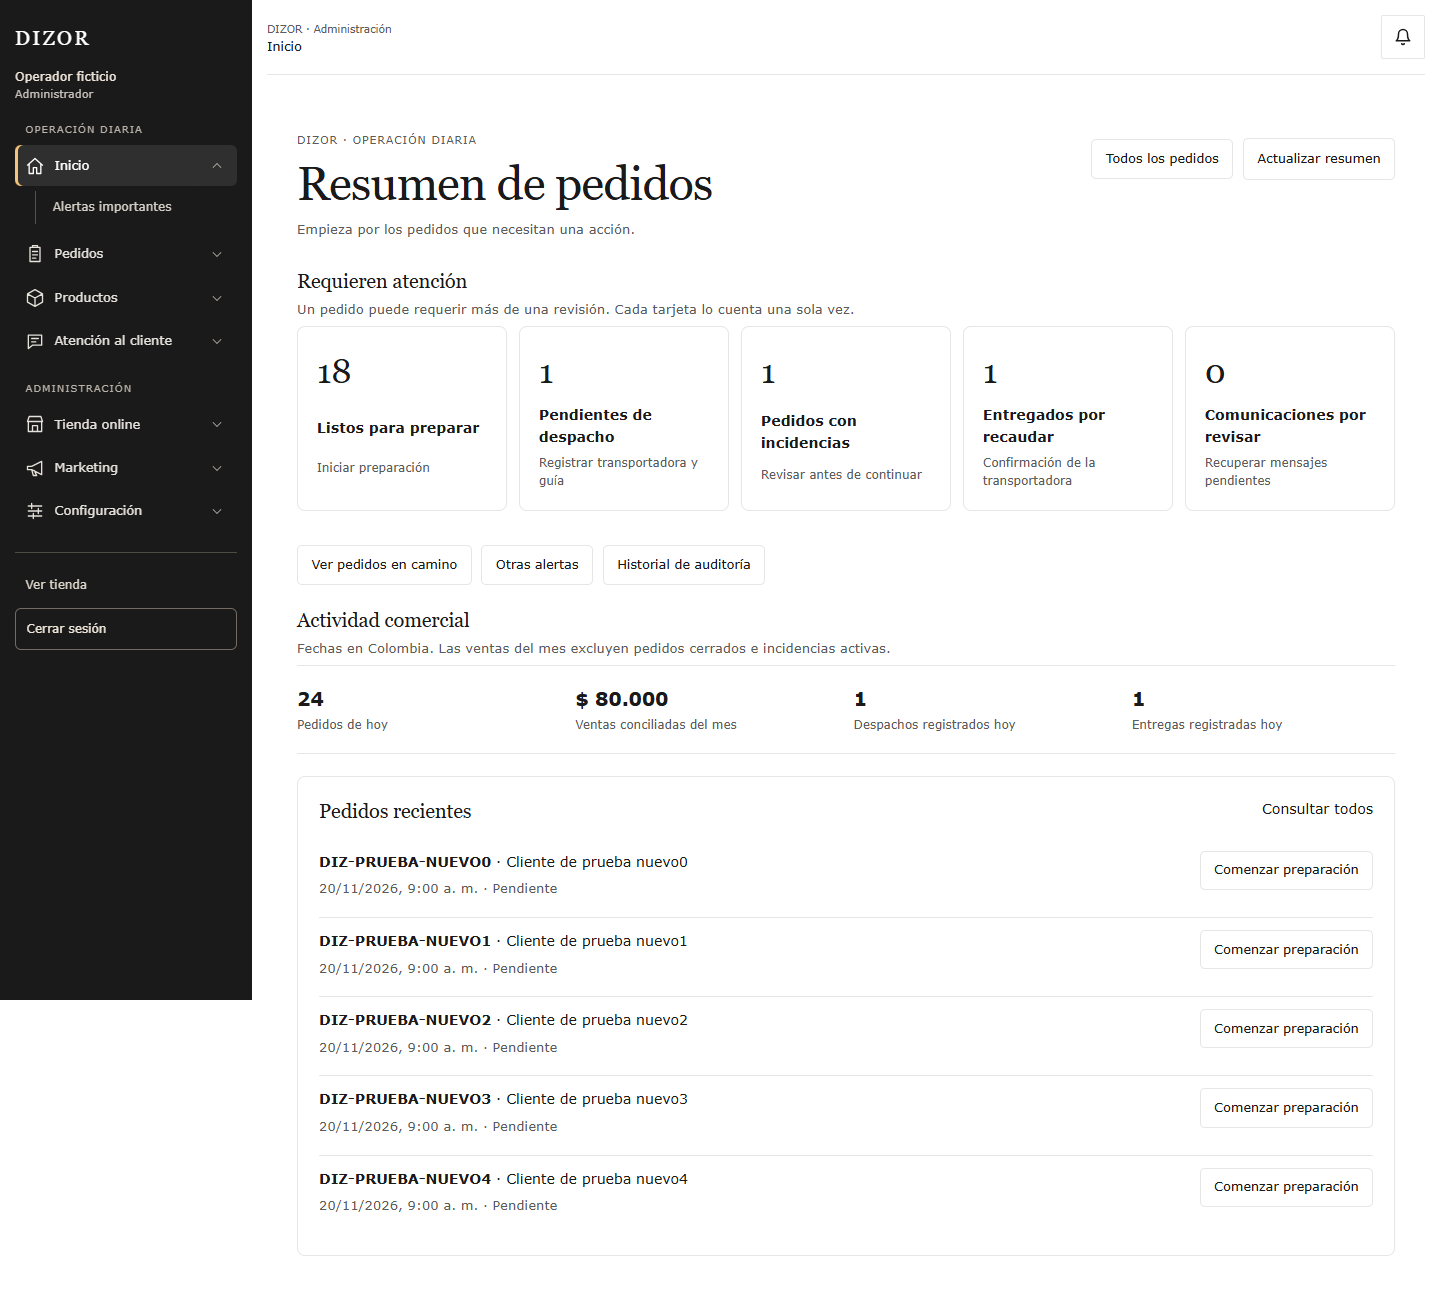 DIZOR
Operador ficticio
Administrador
OPERACIÓN DIARIA
Inicio
Alertas importantes
Pedidos
Productos
Atención al cliente
ADMINISTRACIÓN
Tienda online
Marketing
Configuración
Ver tienda
Cerrar sesión
DIZOR · Administración
Inicio
DIZOR · OPERACIÓN DIARIA
Resumen de pedidos
Empieza por los pedidos que necesitan una acción.
Todos los pedidos
Actualizar resumen
Requieren atención
Un pedido puede requerir más de una revisión. Cada tarjeta lo cuenta una sola vez.
18
Listos para preparar
Iniciar preparación
1
Pendientes de
despacho
Registrar transportadora y
guía
1
Pedidos con
incidencias
Revisar antes de continuar
1
Entregados por
recaudar
Confirmación de la
transportadora
0
Comunicaciones por
revisar
Recuperar mensajes
pendientes
Ver pedidos en camino
Otras alertas
Historial de auditoría
Actividad comercial
Fechas en Colombia. Las ventas del mes excluyen pedidos cerrados e incidencias activas.
24
Pedidos de hoy
$ 80.000
Ventas conciliadas del mes
1
Despachos registrados hoy
1
Entregas registradas hoy
Pedidos recientes
Consultar todos
DIZ-PRUEBA-NUEVO0 · Cliente de prueba nuevo0
20/11/2026, 9:00 a. m. · Pendiente
Comenzar preparación
DIZ-PRUEBA-NUEVO1 · Cliente de prueba nuevo1
20/11/2026, 9:00 a. m. · Pendiente
Comenzar preparación
DIZ-PRUEBA-NUEVO2 · Cliente de prueba nuevo2
20/11/2026, 9:00 a. m. · Pendiente
Comenzar preparación
DIZ-PRUEBA-NUEVO3 · Cliente de prueba nuevo3
20/11/2026, 9:00 a. m. · Pendiente
Comenzar preparación
DIZ-PRUEBA-NUEVO4 · Cliente de prueba nuevo4
20/11/2026, 9:00 a. m. · Pendiente
Comenzar preparación